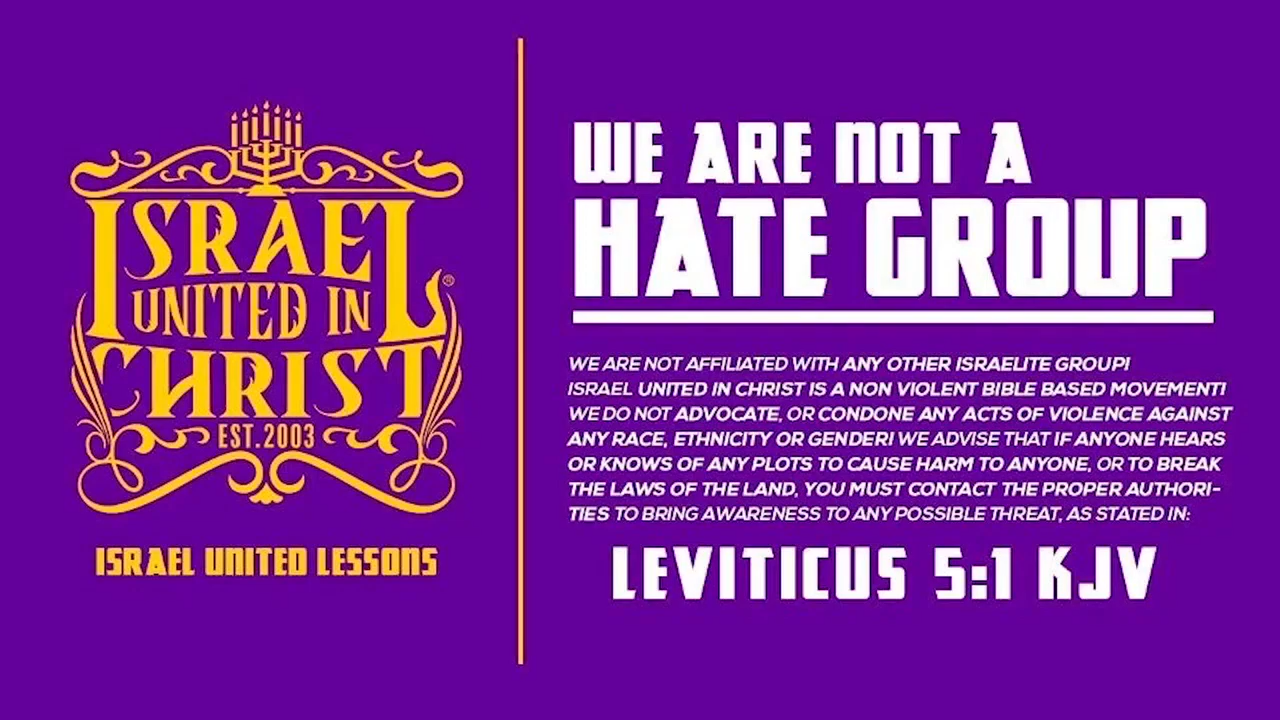 ISRAEL
UNITED IN
CHRIST
®
EST.2003
ISRAEL UNITED LESSONS
WE ARE NOT A
HATE GROUP
WE ARE NOT AFFILIATED WITH ANY OTHER ISRAELITE GROUP!
ISRAEL UNITED IN CHRIST IS A NON VIOLENT BIBLE BASED MOVEMENT!
WE DO NOT ADVOCATE, OR CONDONE ANY ACTS OF VIOLENCE AGAINST
ANY RACE, ETHNICITY OR GENDER! WE ADVISE THAT IF ANYONE HEARS
OR KNOWS OF ANY PLOTS TO CAUSE HARM TO ANYONE, OR TO BREAK
THE LAWS OF THE LAND, YOU MUST CONTACT THE PROPER AUTHORI-
TIES TO BRING AWARENESS TO ANY POSSIBLE THREAT, AS STATED IN:
LEVITICUS 5:1 KJV